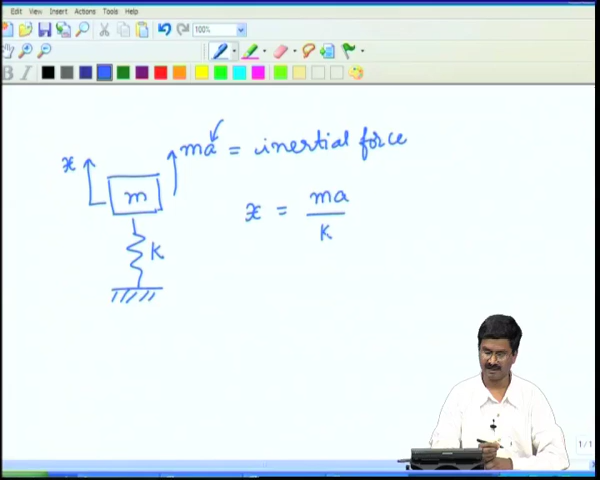 Edit View Insert Actions Tools Help
100%
B I
x
ma = inertial force
m
x = ma/K
K
1/1